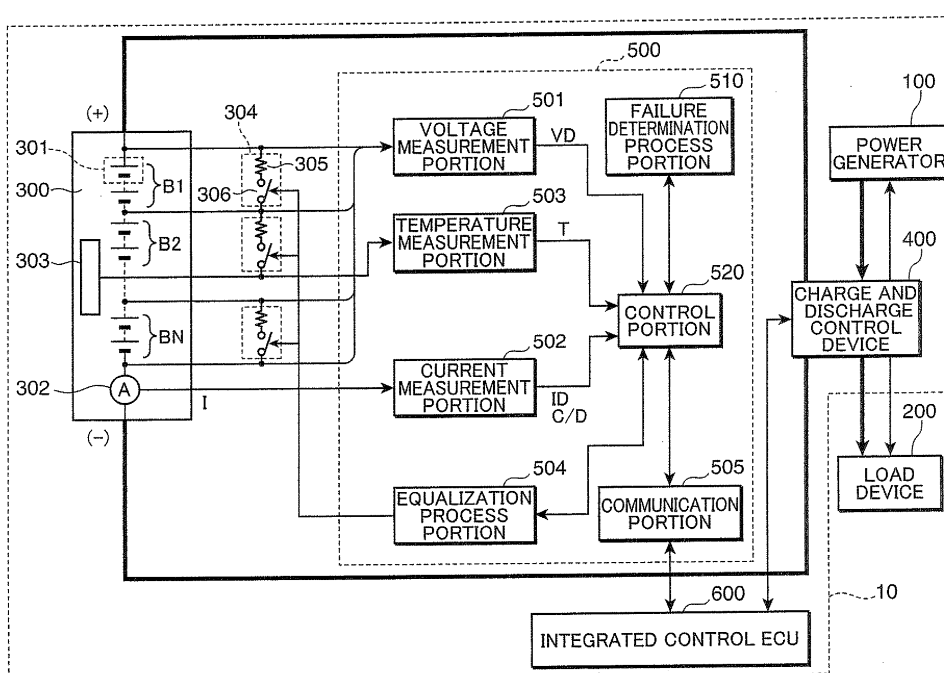 500
510
100
501
(+)
304
FAILURE
DETERMINATION
PROCESS
PORTION
VOLTAGE
MEASUREMENT
PORTION
VD
POWER
GENERATOR
301
305
300
B1
306
503
400
B2
TEMPERATURE
MEASUREMENT
PORTION
T
303
520
CONTROL
PORTION
CHARGE AND
DISCHARGE
CONTROL
DEVICE
BN
502
CURRENT
MEASUREMENT
PORTION
302
A
I
ID
C/D
200
(-)
LOAD
DEVICE
504
505
EQUALIZATION
PROCESS
PORTION
COMMUNICATION
PORTION
600
10
INTEGRATED CONTROL ECU